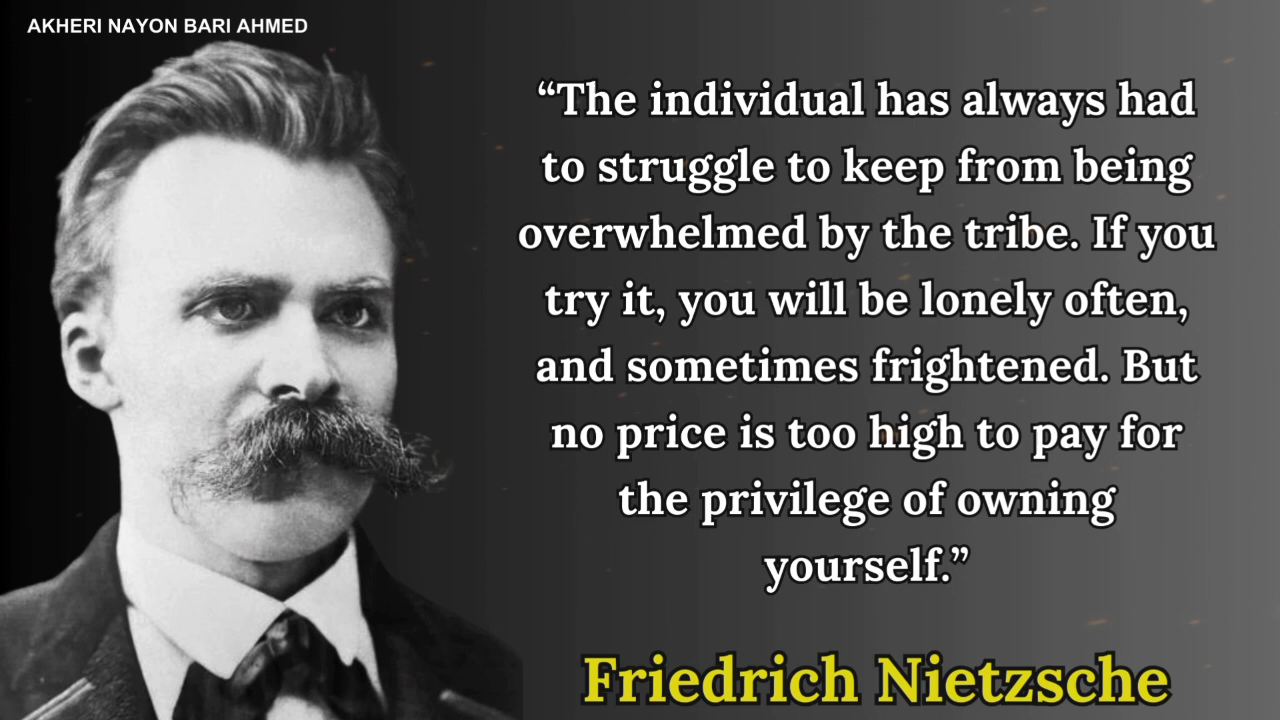 AKHERI NAYON BARI AHMED
“The individual has always had
to struggle to keep from being
overwhelmed by the tribe. If you
try it, you will be lonely often,
and sometimes frightened. But
no price is too high to pay for
the privilege of owning
yourself.”
Friedrich Nietzsche